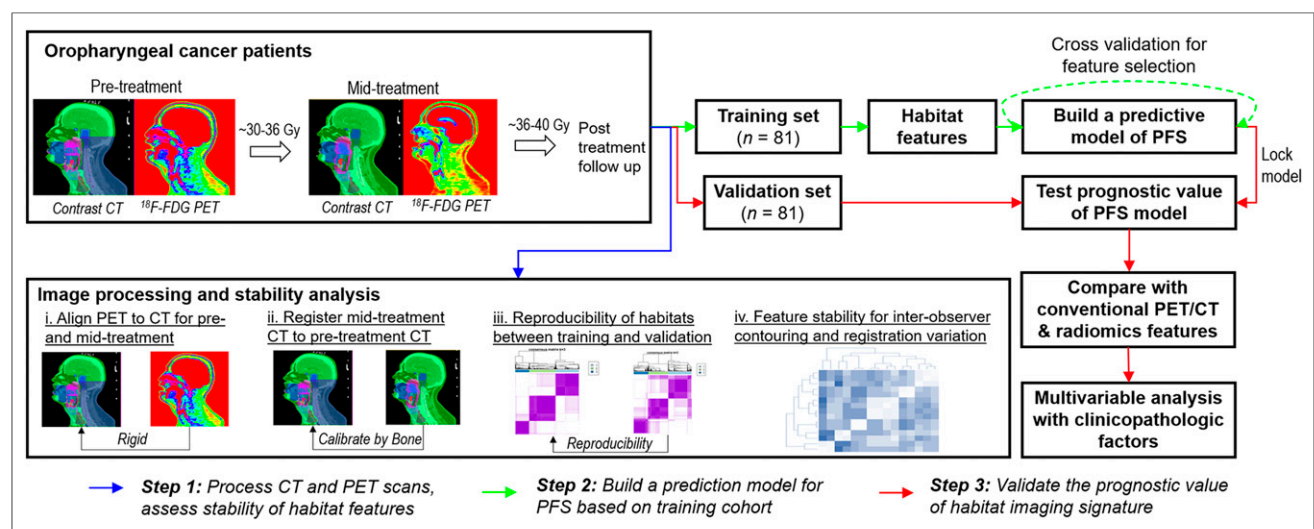 Oropharyngeal cancer patients
Pre-treatment
Mid-treatment
~30-36 Gy
~36-40 Gy
Post
treatment
follow up
Contrast CT
18F-FDG PET
Contrast CT
18F-FDG PET
Cross validation for
feature selection
Training set
(n = 81)
Habitat
features
Build a predictive
model of PFS
Lock
model
Validation set
(n = 81)
Test prognostic value
of PFS model
Compare with
conventional PET/CT
& radiomics features
Multivariable analysis
with clinicopathologic
factors
Image processing and stability analysis
i. Align PET to CT for pre-
and mid-treatment
Rigid
ii. Register mid-treatment
CT to pre-treatment CT
Calibrate by Bone
iii. Reproducibility of habitats
between training and validation
Reproducibility
iv. Feature stability for inter-observer
contouring and registration variation
Step 1: Process CT and PET scans,
assess stability of habitat features
Step 2: Build a prediction model for
PFS based on training cohort
Step 3: Validate the prognostic value
of habitat imaging signature